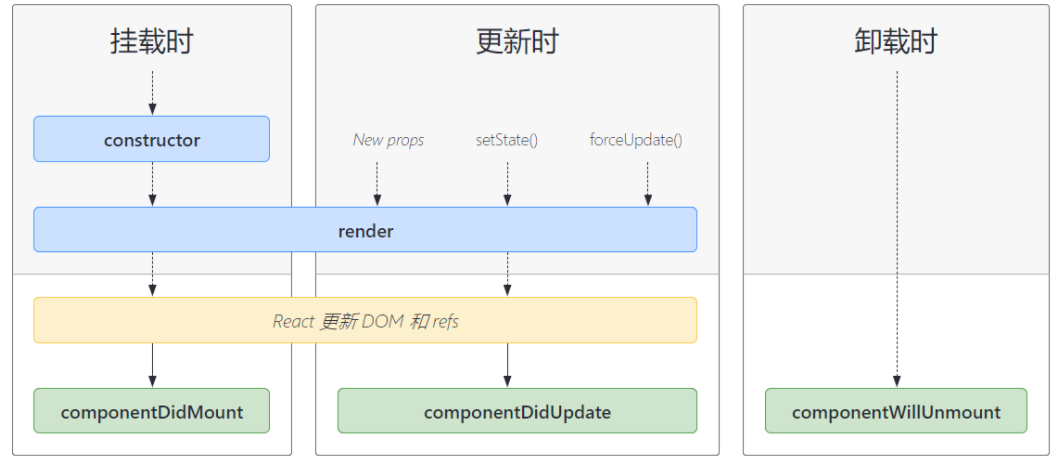 挂载时
更新时
卸载时
constructor
New props
setState()
forceUpdate()
render
React 更新 DOM 和 refs
componentDidMount
componentDidUpdate
componentWillUnmount